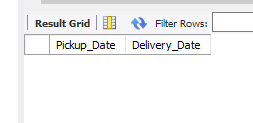 Result Grid Filter Rows:
Pickup_Date Delivery_Date